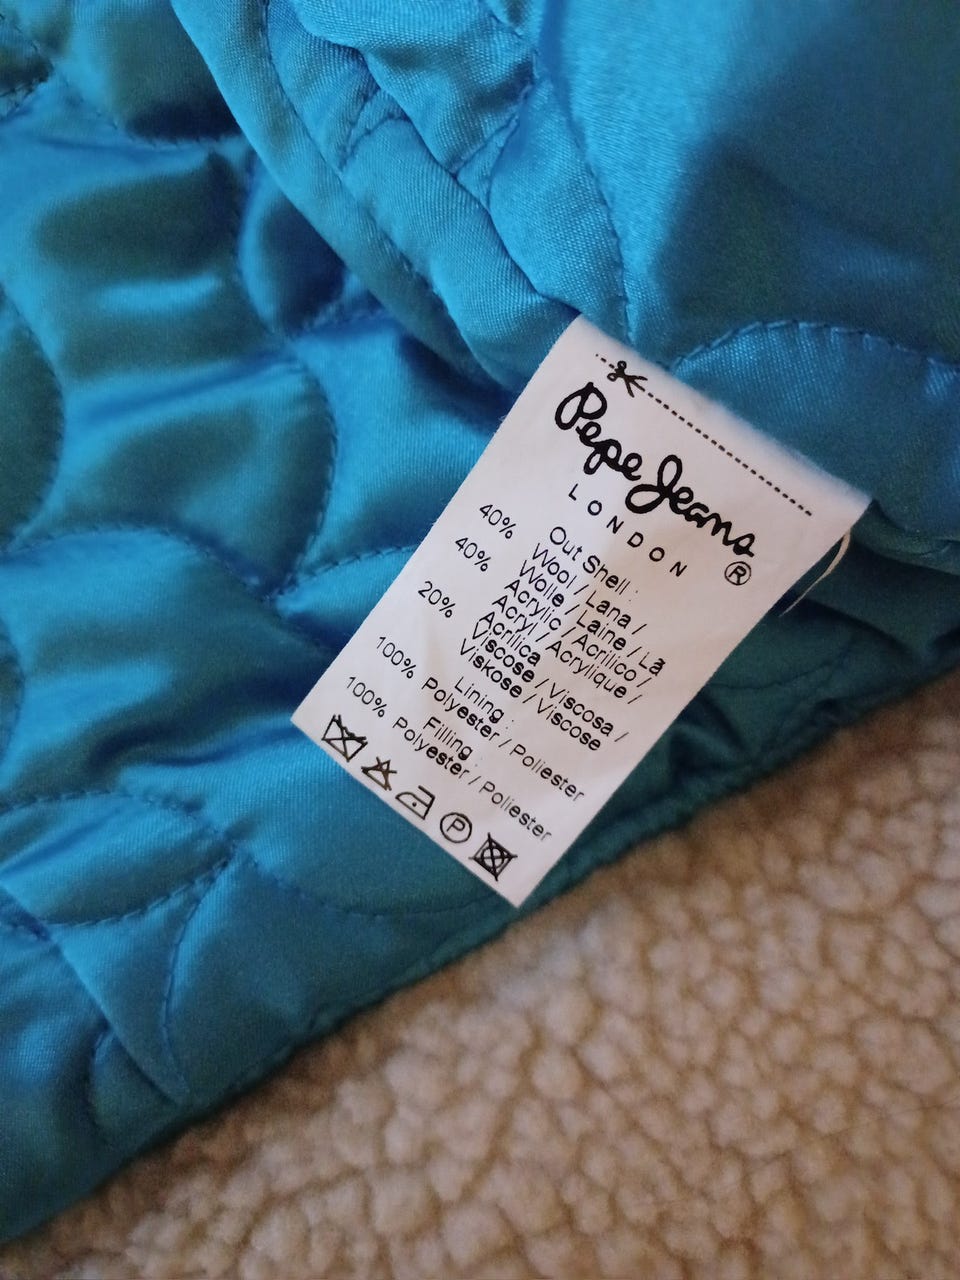 Pepe Jeans
LONDON ®
Out Shell :
40% Wool / Lana /
Wolle / Laine / Lã
40% Acrylic / Acrilico /
Acryl / Acrylique /
Acrilica
20% Viscose / Viscosa /
Viskose / Viscose
Lining :
100% Polyester / Poliester
Filling :
100% Polyester / Poliester
P